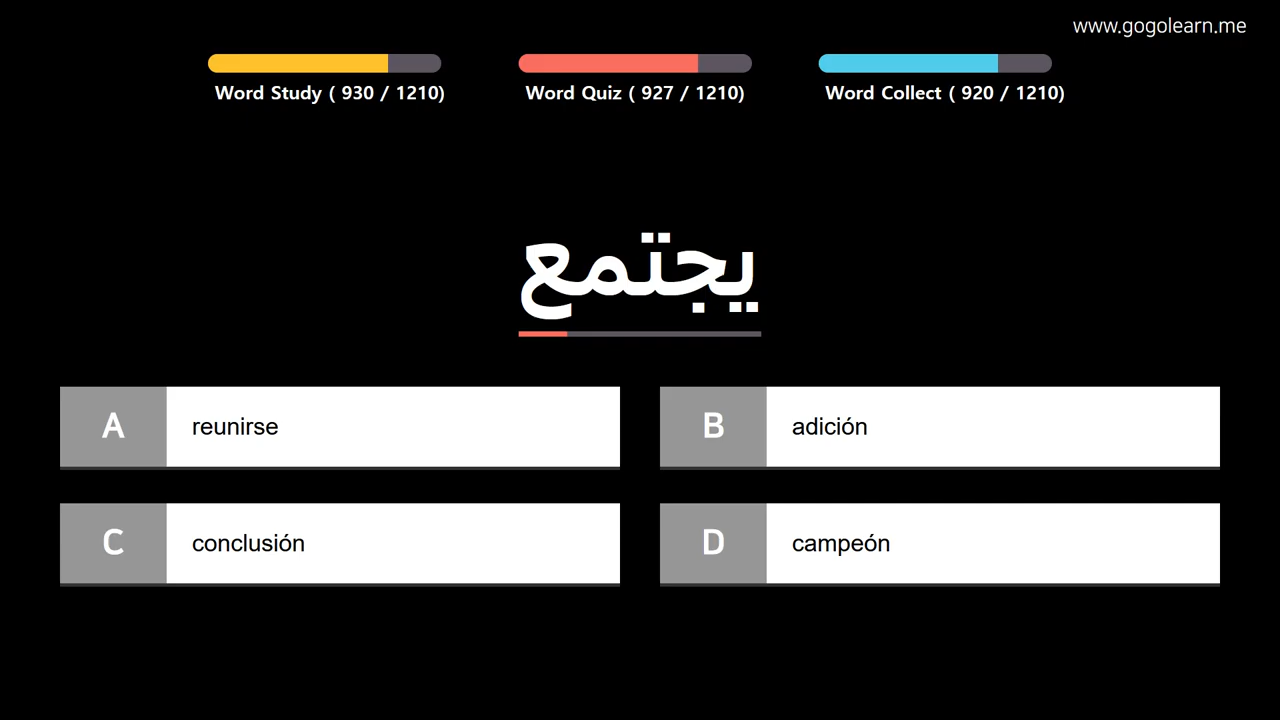 www.gogolearn.me
Word Study ( 930 / 1210)
Word Quiz ( 927 / 1210)
Word Collect ( 920 / 1210)
يجتمع
A
reunirse
B
adición
C
conclusión
D
campeón